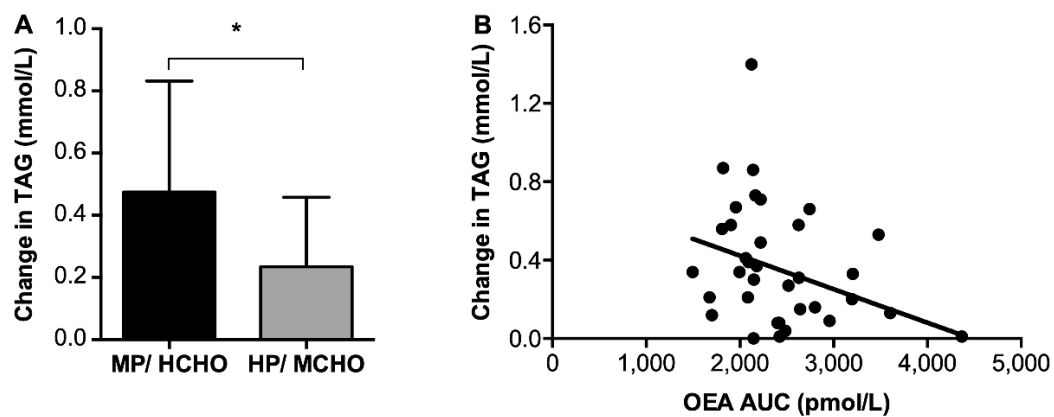 A
Change in TAG (mmol/L)
1.0
0.8
0.6
0.4
0.2
0.0
*
MP/ HCHO HP/ MCHO
B
Change in TAG (mmol/L)
1.6
1.2
0.8
0.4
0.0
0 1,000 2,000 3,000 4,000 5,000
OEA AUC (pmol/L)